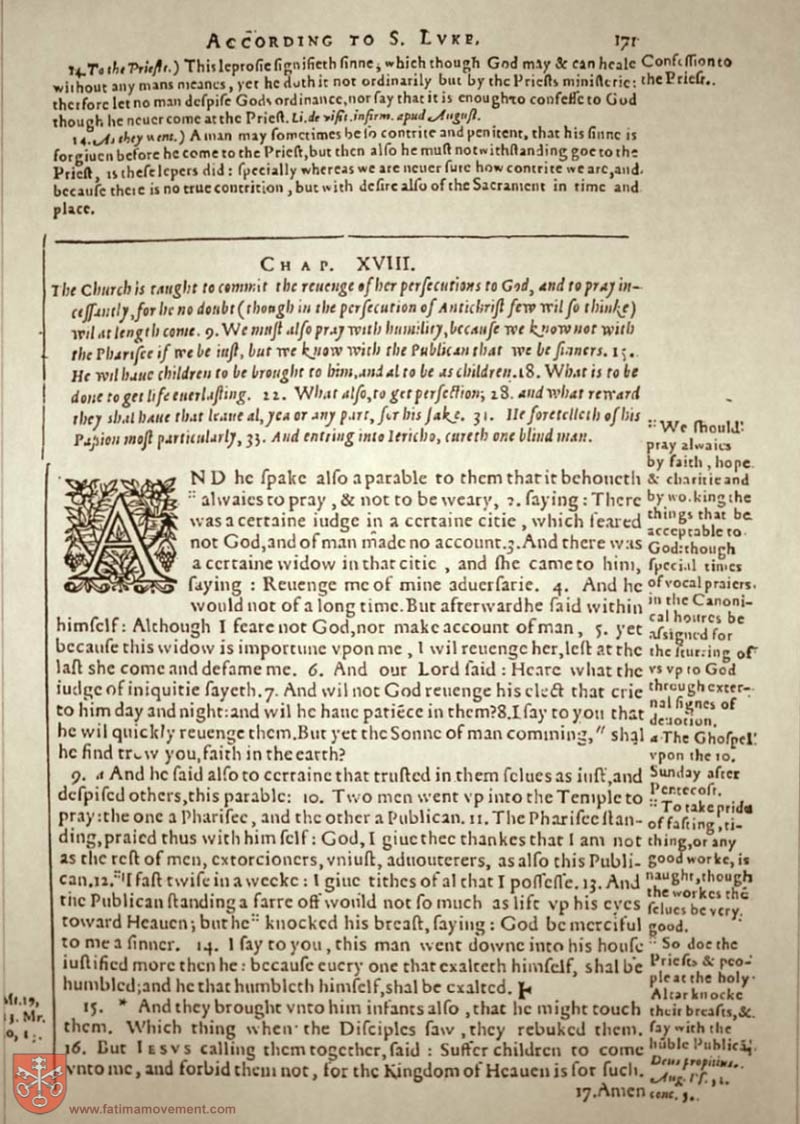 ACCORDING TO S. LVKE. 171
14. To the Priests.) This leprosie signifieth sinne, which though God may & can heale
without any mans meanes, yet he doth it not ordinarily but by the Priests ministerie:
therfore let no man despise Gods ordinance, nor say that it is enough to confesse to God
though he neuer come at the Priest. Li. de visit. infirm. apud August.
Confession to
the Priest.
14. As they went.) A man may sometimes be so contrite and penitent, that his sinne is
forgiuen before he come to the Priest, but then also he must notwithstanding goe to the
Priest, as these lepers did: specially whereas we are neuer sure how contrite we are, and
because there is no true contrition, but with desire also of the Sacrament in time and
place.
CHAP. XVIII.
The Church is taught to commit the reuenge of her persecutions to God, and to pray in-
cessantly, for he no doubt (though in the persecution of Antichrist few wil so thinke)
wil at length come. 9. We must also pray with humility, because we know not with
the Pharisee if we be iust, but we know with the Publican that we be sinners. 15.
He wil haue children to be brought to him, and al to be as children. 18. What is to be
done to get life euerlasting. 22. What also, to get perfection; 28. and what reward
they shal haue that leaue al, yea or any part, for his sake. 31. He foretelleth of his
Passion most particularly, 35. And entring into Iericho, cureth one blind man.
AND he spake also a parable to them that it behoueth
:: alwaies to pray, & not to be weary, 2. saying: There
was a certaine iudge in a certaine citie, which feared
not God, and of man made no account. 3. And there was
a certaine widow in that citie, and she came to him,
saying: Reuenge me of mine aduersarie. 4. And he
would not of a long time. But afterward he said within
himself: Although I feare not God, nor make account of man, 5. yet
because this widow is importune vpon me, I wil reuenge her, lest at the
last she come and defame me. 6. And our Lord said: Heare what the
iudge of iniquitie sayeth. 7. And wil not God reuenge his elect that crie
to him day and night: and wil he haue patiēce in them? 8. I say to you that
he wil quickly reuenge them. But yet the Sonne of man comming, " shal
he find trow you, faith in the earth?
9. a And he said also to certaine that trusted in them selues as iust, and
despised others, this parable: 10. Two men went vp into the Temple to
pray: the one a Pharisee, and the other a Publican. 11. The Pharisee stan-
ding, praied thus with him self: God, I giue thee thankes that I am not
as the rest of men, extorcioners, vniust, aduouterers, as also this Publi-
can. 12. :: I fast twise in a weeke: I giue tithes of al that I possesse. 13. And
the Publican standing a farre off would not so much as lift vp his eyes
toward Heauen; but he :: knocked his breast, saying: God be merciful
to me a sinner. 14. I say to you, this man went downe into his house
iustified more then he: because euery one that exalteth himself, shal be
humbled; and he that humbleth himself, shal be exalted.
15. * And they brought vnto him infants also, that he might touch
them. Which thing when the Disciples saw, they rebuked them.
16. But IESVS calling them together, said: Suffer children to come
vnto me, and forbid them not, for the Kingdom of Heauen is for such.
17. Amen
:: We should
pray alwaies
by faith, hope
& charitie and
by working the
things that be
acceptable to
God: though
special times
of vocal praiers
in the Canoni-
cal houres be
assigned for
the sturring of
vs vp to God
through exter-
nal signes of
deuotion.
a The Ghospel
vpon the 10.
Sunday after
Pentecost.
:: To take pride
of fasting, ti-
thing, or any
good worke, is
naught, though
the workes thē
selues be very
good.
:: So doe the
Priests & peo-
ple at the holy
Altar knocke
their breasts, &
say with the
hūble Publicā,
Deus propitius.
Aug.
conc.
Mt. 19,
13. Mr.
www.fatimamovement.com